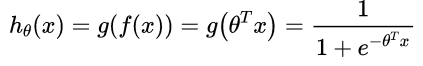 h_θ(x) = g(f(x)) = g(θ^T x) = 1 / (1 + e^{-θ^T x})